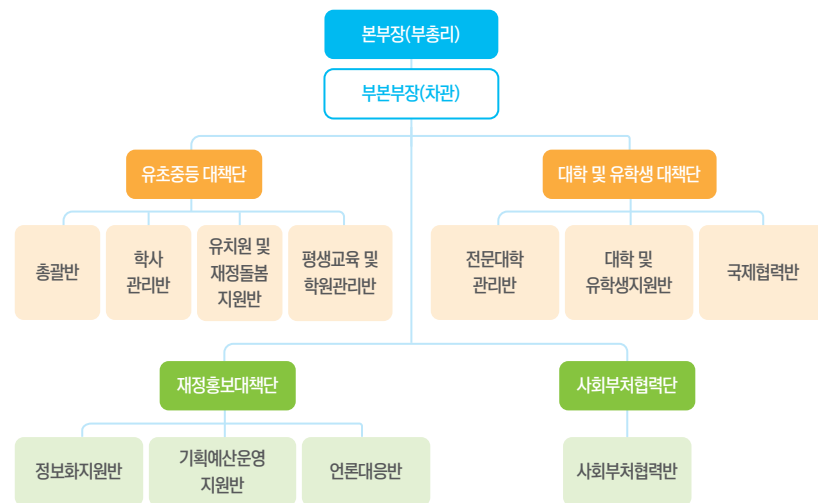 본부장(부총리)
부본부장(차관)
유초중등 대책단
대학 및 유학생 대책단
총괄반
학사
관리반
유치원 및
재정돌봄
지원반
평생교육 및
학원관리반
전문대학
관리반
대학 및
유학생지원반
국제협력반
재정홍보대책단
사회부처협력단
정보화지원반
기획예산운영
지원반
언론대응반
사회부처협력반